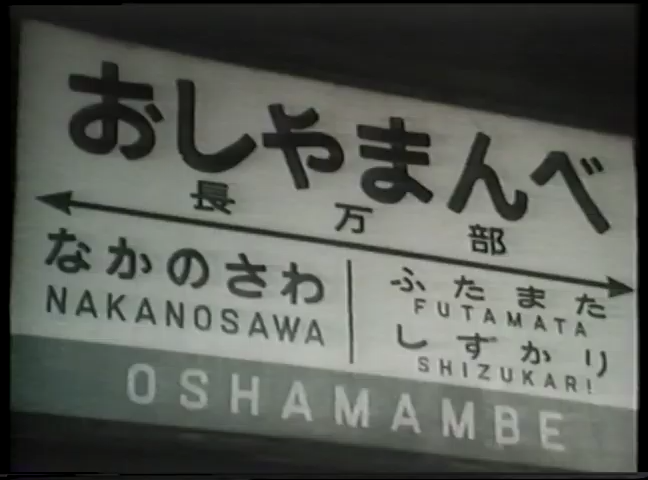 おしやまんべ
長万部
なかのさわ
NAKANOSAWA
ふたまた
FUTAMATA
しずかり
SHIZUKARI
OSHAMAMBE